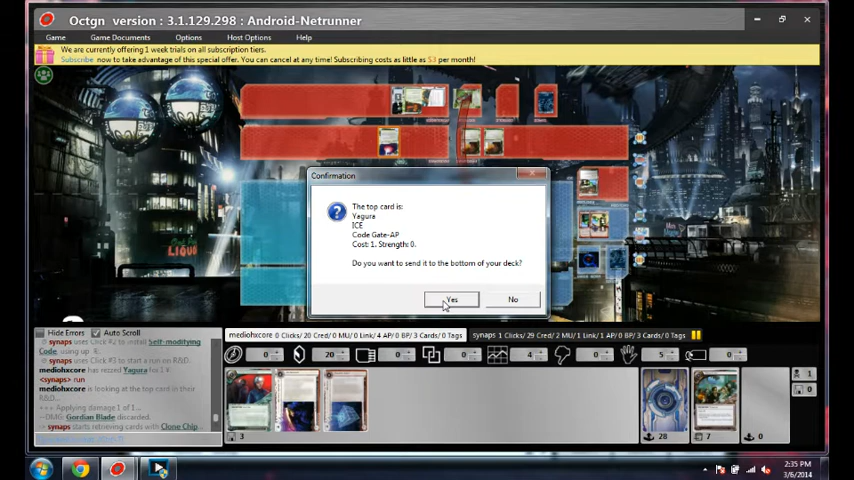 Octgn version : 3.1.129.298 : Android-Netrunner
Game Game Documents Options Host Options Help
We are currently offering 1 week trials on all subscription tiers.
Subscribe now to take advantage of this special offer. You can cancel at any time! Subscribing costs as little as $3 per month!
Confirmation
The top card is:
Yagura
ICE
Code Gate-AP
Cost: 1. Strength: 0.
Do you want to send it to the bottom of your deck?
Yes No
Hide Errors Auto Scroll
mediohxcore 0 Clicks/ 20 Cred/ 0 MU/ 0 Link/ 4 AP/ 0 BP/ 3 Cards/ 0 Tags
synaps 1 Clicks/ 29 Cred/ 2 MU/ 1 Link/ 1 AP/ 0 BP/ 3 Cards/ 0 Tags
synaps uses Click #2 to install Self-modifying
Code, using up
synaps uses Click #3 to start a run on R&D.
mediohxcore has rezzed Yagura for 1
<synaps> run
mediohxcore is looking at the top card in their
R&D...
Applying damage 1 of 1...
--DMG: Gordian Blade discarded.
synaps starts retrieving cards with Clone Chip...
0 20 0 0 4 0 5 0
1
0
3 28 7 0
2:35 PM
3/6/2014